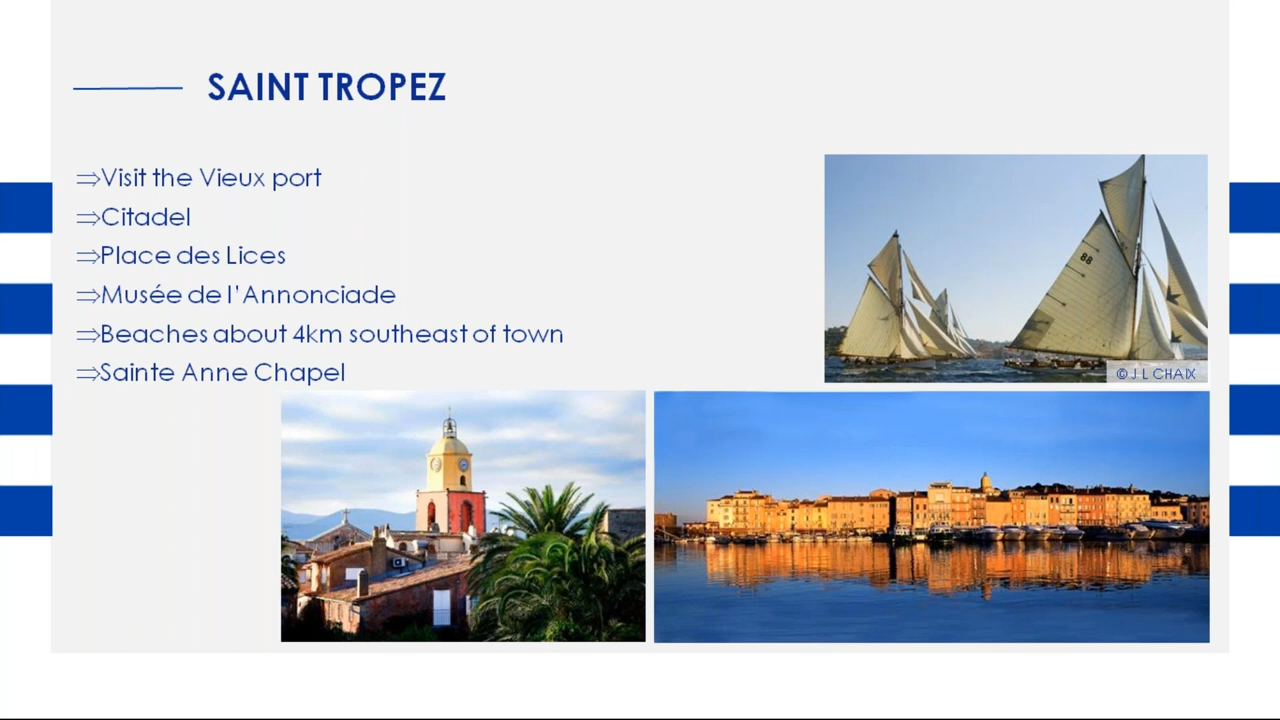 SAINT TROPEZ
⇒Visit the Vieux port
⇒Citadel
⇒Place des Lices
⇒Musée de l'Annonciade
⇒Beaches about 4km southeast of town
⇒Sainte Anne Chapel
88
© J L CHAIX